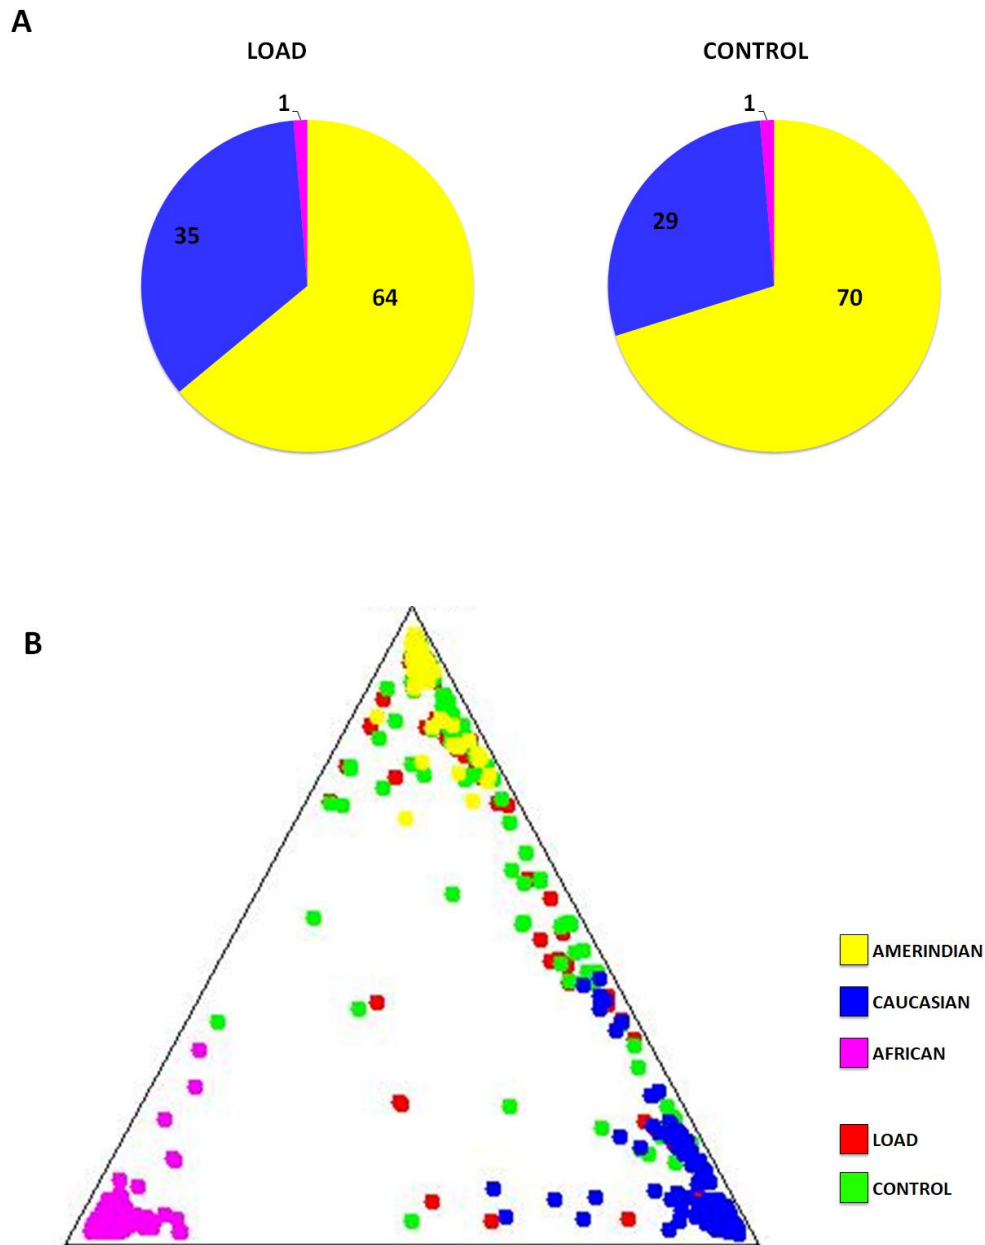 A
LOAD
CONTROL
1
1
35
64
29
70
B
AMERINDIAN
CAUCASIAN
AFRICAN
LOAD
CONTROL